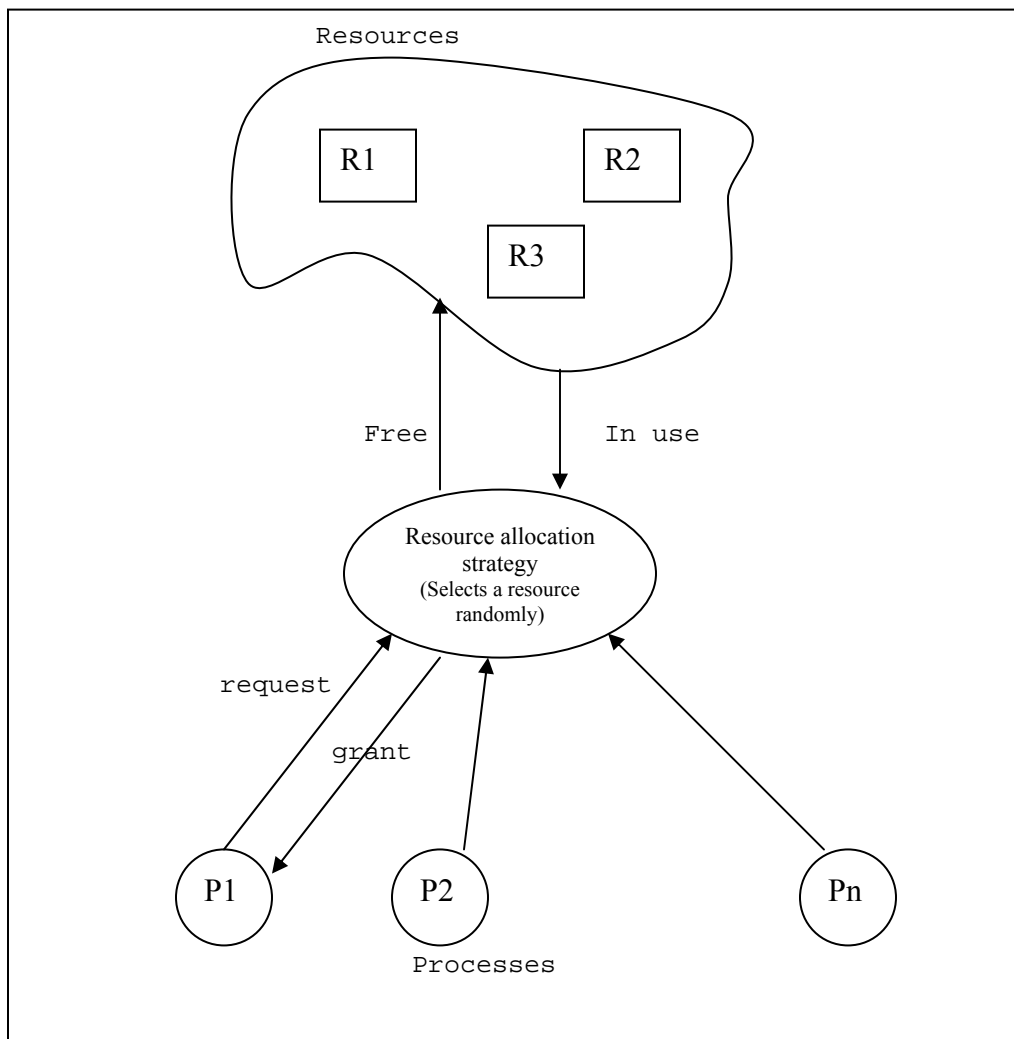 Resources
R1
R2
R3
Free
In use
Resource allocation
strategy
(Selects a resource
randomly)
request
grant
P1
P2
Pn
Processes